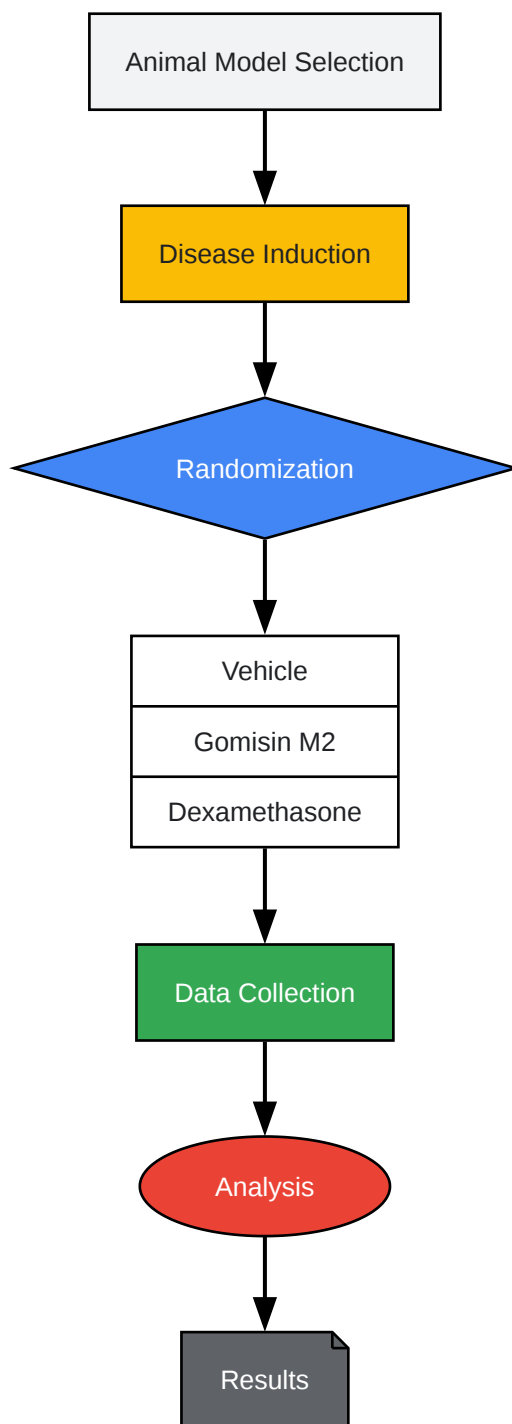 Animal Model Selection
Disease Induction
Randomization
Vehicle
Gomisin M2
Dexamethasone
Data Collection
Analysis
Results